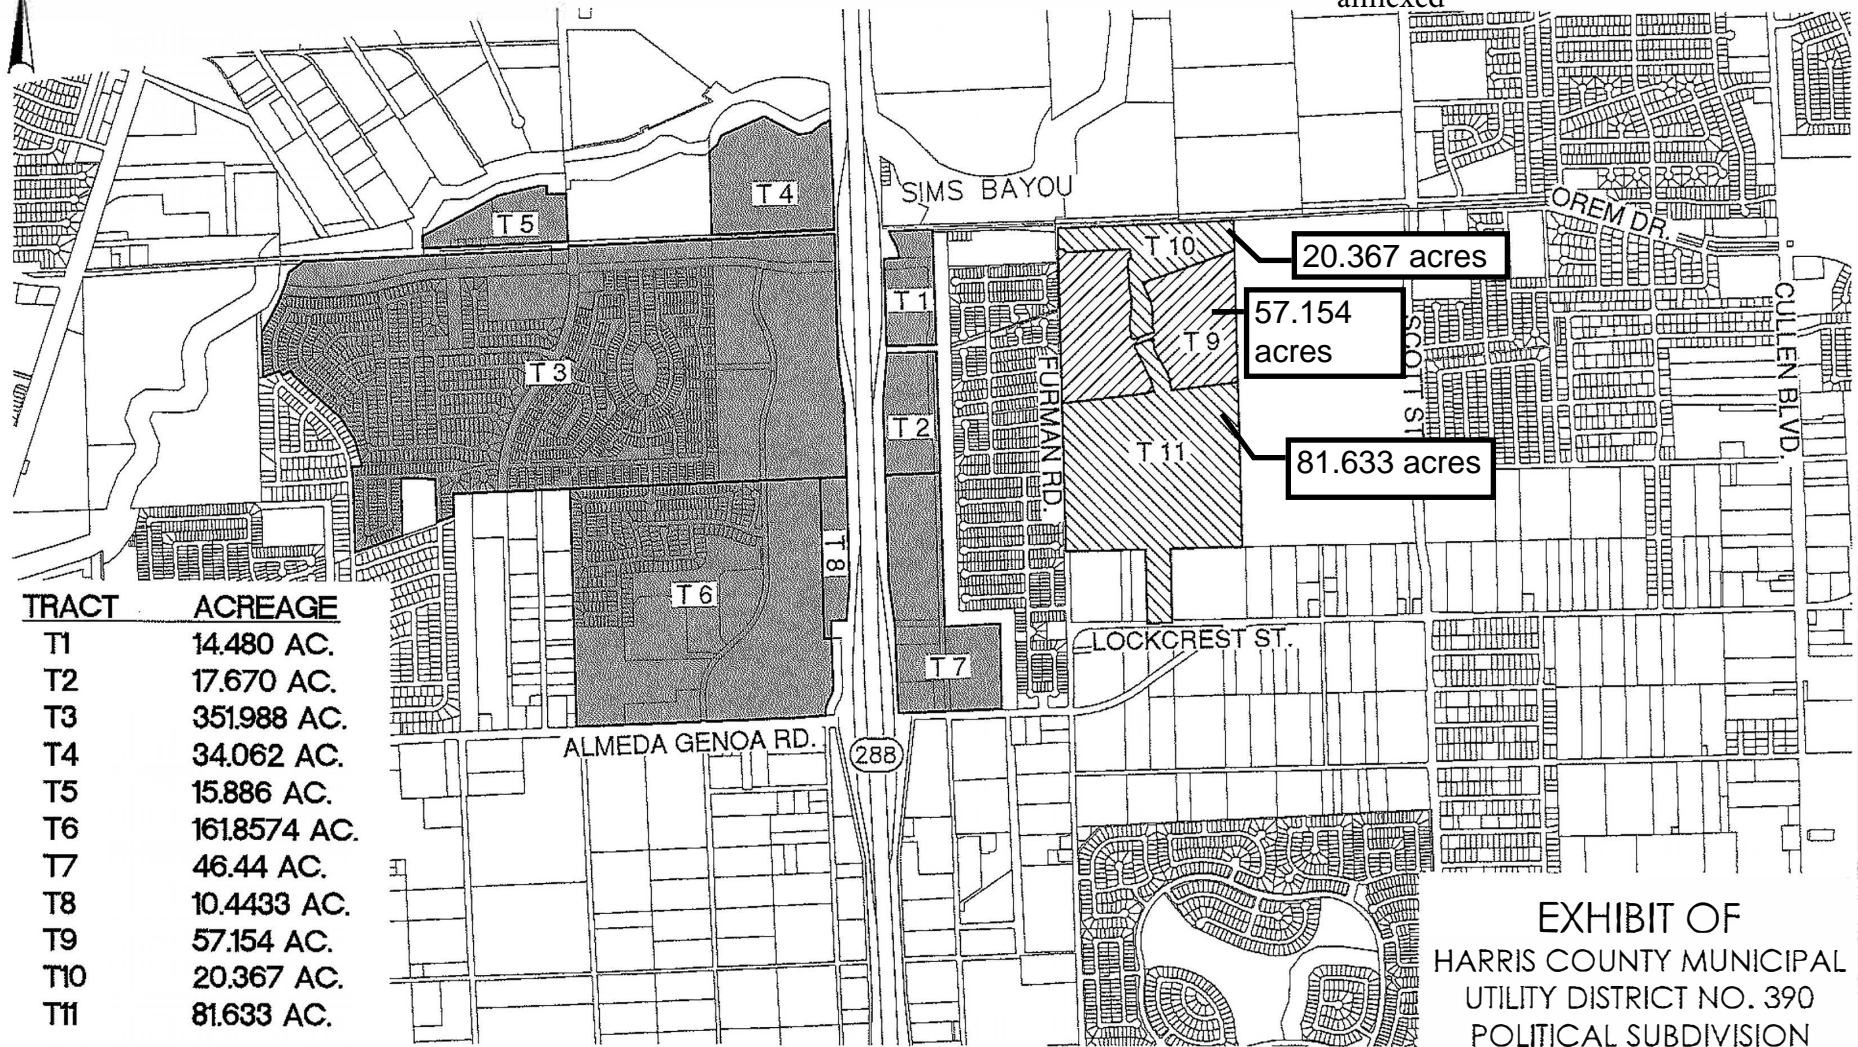 annexed
T 4
SIMS BAYOU
T 5
OREM DR.
T 10
20.367 acres
T 1
57.154
acres
T 9
T 3
FURMAN RD.
SCOTT ST
CULLEN BLVD
T 2
T 11
81.633 acres
T 8
T 6
LOCKCREST ST.
T 7
ALMEDA GENOA RD.
288
TRACT ACREAGE
T1 14.480 AC.
T2 17.670 AC.
T3 351.988 AC.
T4 34.062 AC.
T5 15.886 AC.
T6 161.8574 AC.
T7 46.44 AC.
T8 10.4433 AC.
T9 57.154 AC.
T10 20.367 AC.
T11 81.633 AC.
EXHIBIT OF
HARRIS COUNTY MUNICIPAL
UTILITY DISTRICT NO. 390
POLITICAL SUBDIVISION